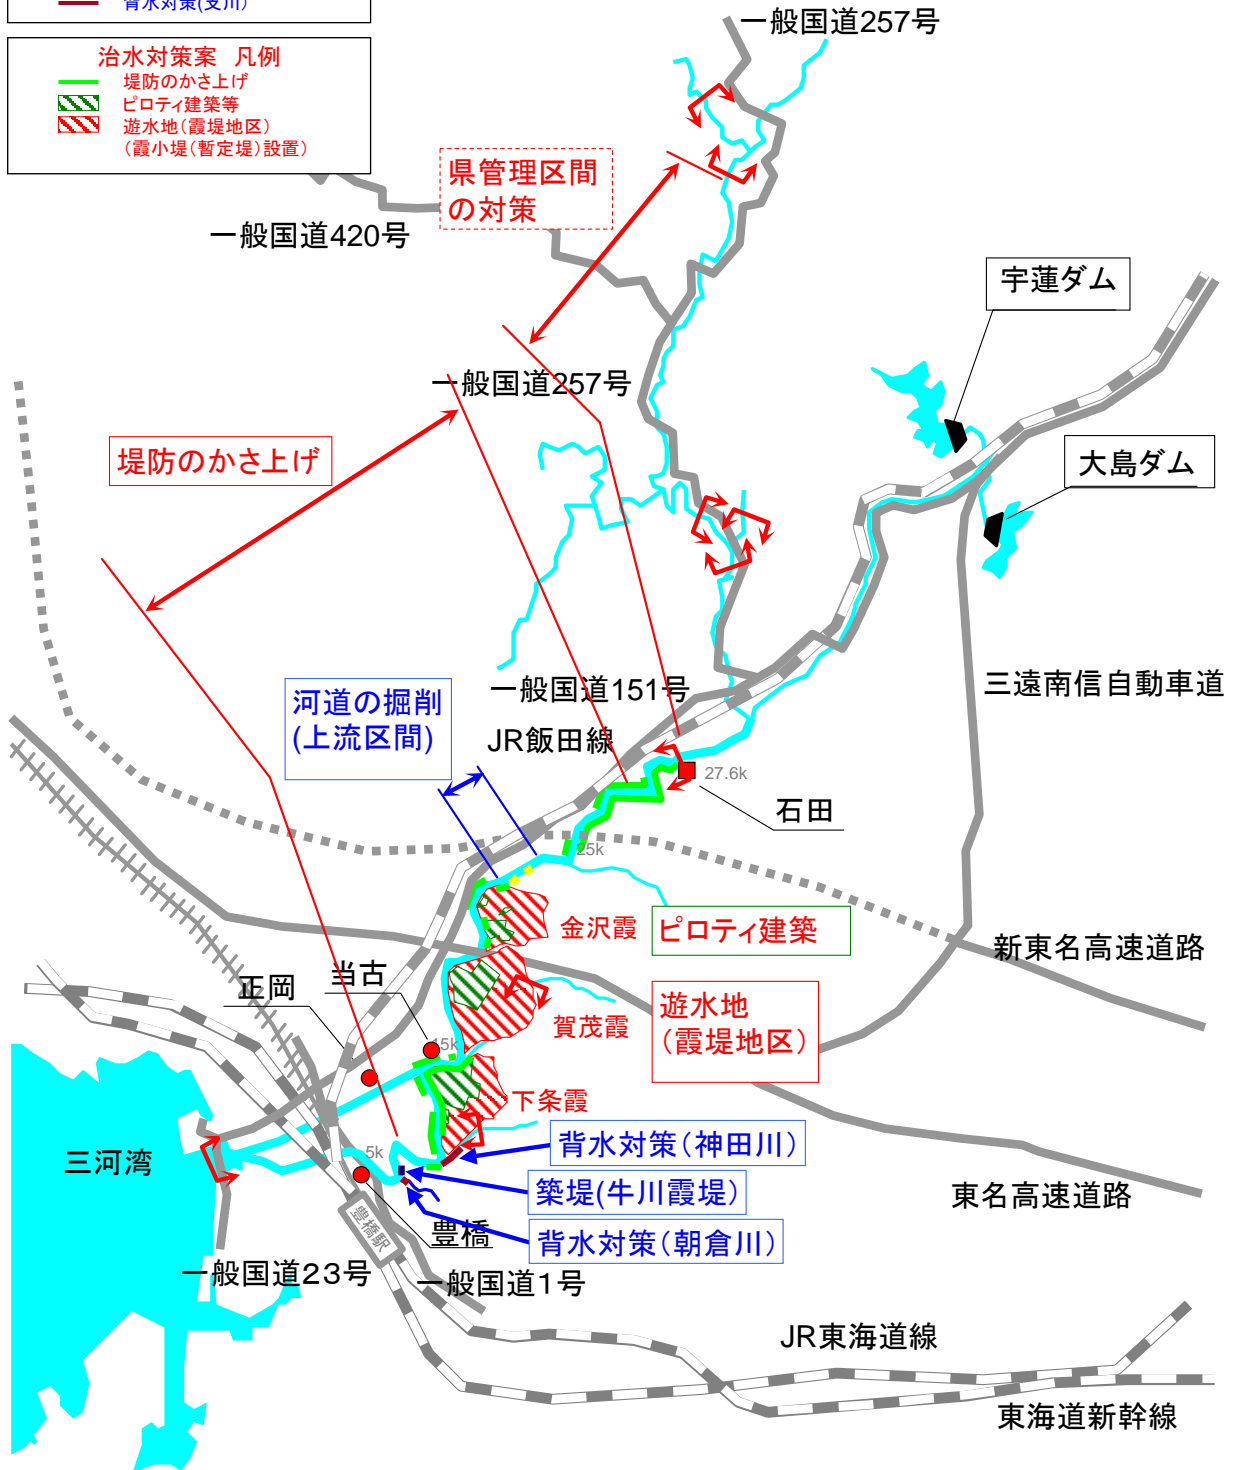 背水対策(支川)
治水対策案 凡例
堤防のかさ上げ
ピロティ建築等
遊水地(霞堤地区)
(霞小堤(暫定堤)設置)
一般国道257号
県管理区間
の対策
一般国道420号
宇蓮ダム
一般国道257号
堤防のかさ上げ
大島ダム
三遠南信自動車道
一般国道151号
河道の掘削
(上流区間)
JR飯田線
27.6k
石田
25k
金沢霞
ピロティ建築
新東名高速道路
当古
正岡
遊水地
(霞堤地区)
賀茂霞
15k
下条霞
背水対策(神田川)
三河湾
5k
築堤(牛川霞堤)
東名高速道路
豊橋駅
豊橋
背水対策(朝倉川)
一般国道23号
一般国道1号
JR東海道線
東海道新幹線